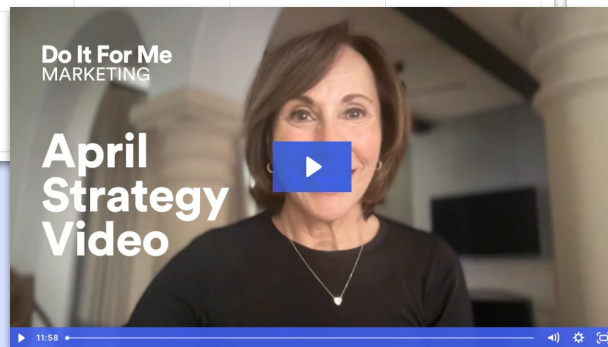 Do It For Me
MARKETING
April
Strategy
Video
11:58